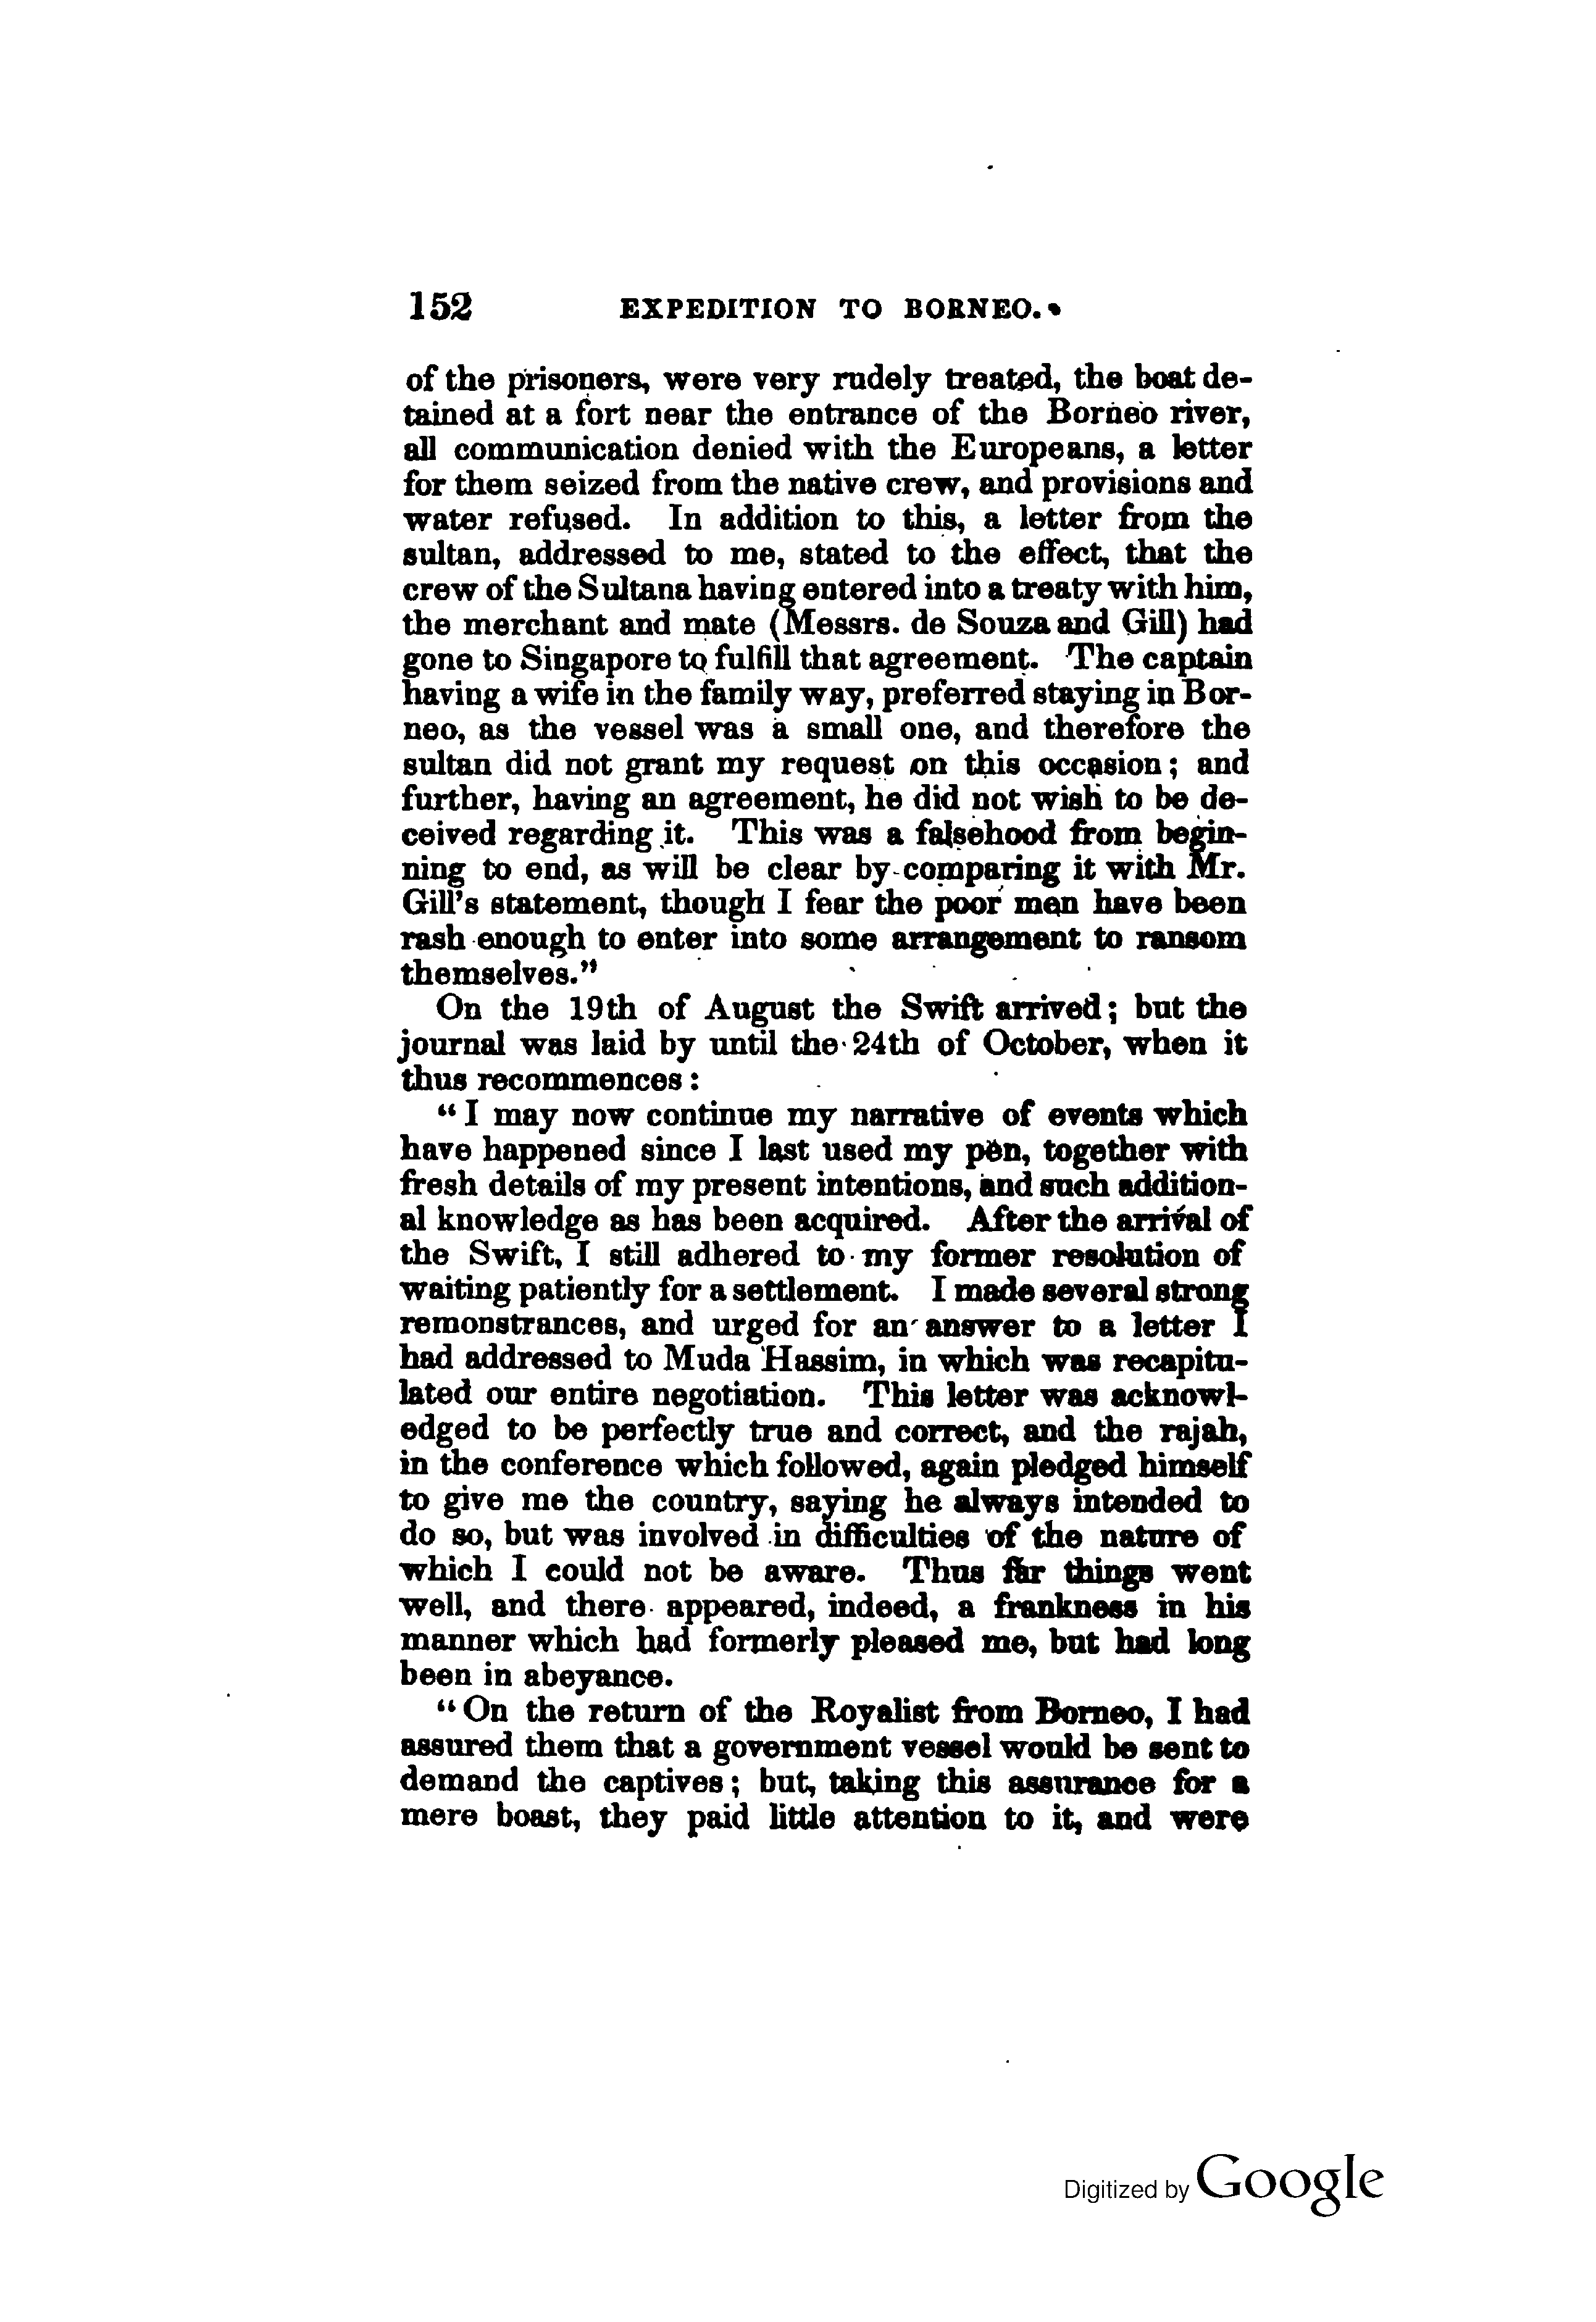 152 EXPEDITION TO BORNEO.
of the prisoners, were very rudely treated, the boat de-
tained at a fort near the entrance of the Borneo river,
all communication denied with the Europeans, a letter
for them seized from the native crew, and provisions and
water refused. In addition to this, a letter from the
sultan, addressed to me, stated to the effect, that the
crew of the Sultana having entered into a treaty with him,
the merchant and mate (Messrs. de Souza and Gill) had
gone to Singapore to fulfill that agreement. The captain
having a wife in the family way, preferred staying in Bor-
neo, as the vessel was a small one, and therefore the
sultan did not grant my request on this occasion; and
further, having an agreement, he did not wish to be de-
ceived regarding it. This was a falsehood from begin-
ning to end, as will be clear by comparing it with Mr.
Gill's statement, though I fear the poor men have been
rash enough to enter into some arrangement to ransom
themselves."
On the 19th of August the Swift arrived; but the
journal was laid by until the 24th of October, when it
thus recommences:
"I may now continue my narrative of events which
have happened since I last used my pen, together with
fresh details of my present intentions, and such addition-
al knowledge as has been acquired. After the arrival of
the Swift, I still adhered to my former resolution of
waiting patiently for a settlement. I made several strong
remonstrances, and urged for an answer to a letter I
had addressed to Muda Hassim, in which was recapitu-
lated our entire negotiation. This letter was acknowl-
edged to be perfectly true and correct, and the rajah,
in the conference which followed, again pledged himself
to give me the country, saying he always intended to
do so, but was involved in difficulties of the nature of
which I could not be aware. Thus far things went
well, and there appeared, indeed, a frankness in his
manner which had formerly pleased me, but had long
been in abeyance.
"On the return of the Royalist from Borneo, I had
assured them that a government vessel would be sent to
demand the captives; but, taking this assurance for a
mere boast, they paid little attention to it, and were
Digitized by Google